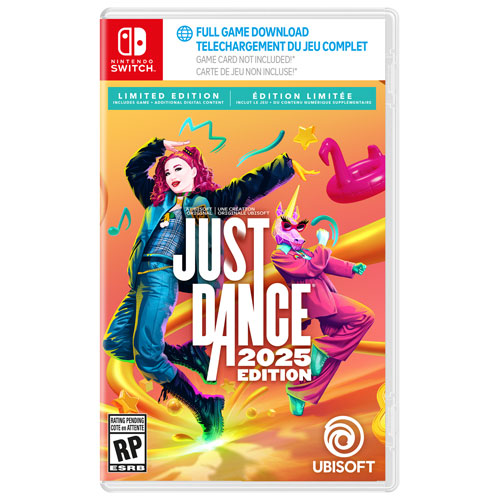 NINTENDO
SWITCH™
FULL GAME DOWNLOAD
TELECHARGEMENT DU JEU COMPLET
GAME CARD NOT INCLUDED!*
CARTE DE JEU NON INCLUSE!*
LIMITED EDITION
INCLUDES GAME + ADDITIONAL DIGITAL CONTENT
ÉDITION LIMITÉE
INCLUT LE JEU + DU CONTENU NUMÉRIQUE SUPPLÉMENTAIRE
A UBISOFT | UNE CRÉATION
ORIGINAL | ORIGINALE UBISOFT
JUST
DANCE
2025
EDITION
RATING PENDING
COTE EN ATTENTE
RP
ESRB
UBISOFT